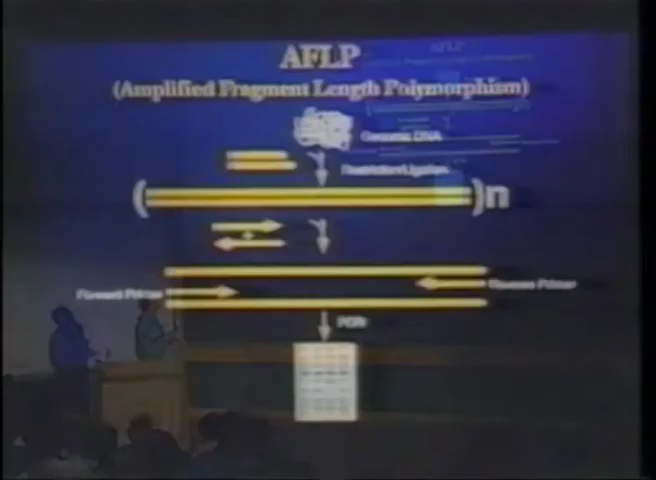 AFLP
(Amplified Fragment Length Polymorphism)
Genomic DNA
Restriction/Ligation
( )n
+
Forward Primer
Reverse Primer
PCR